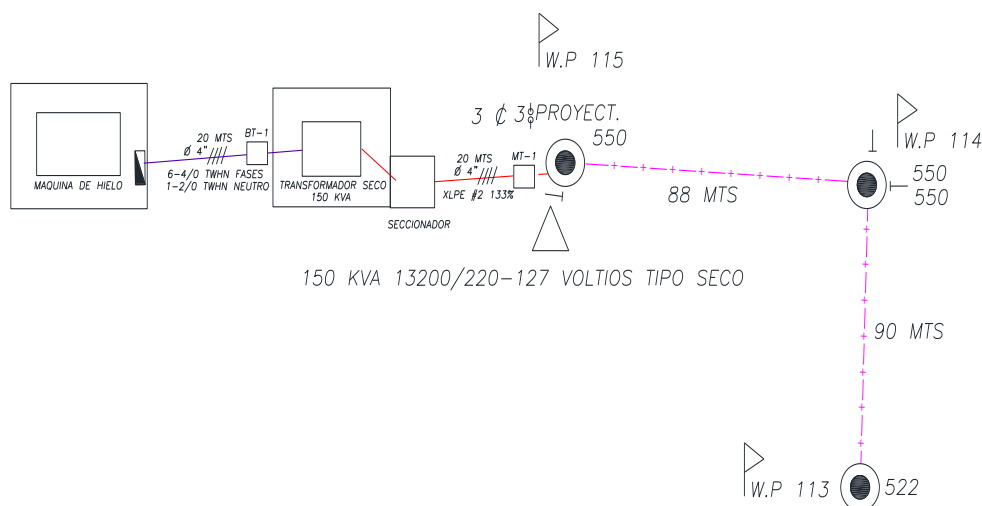 W.P 115
3 ₵ 3ϕ PROYECT.
550
W.P 114
550
550
88 MTS
20 MTS
Ø 4"
BT-1
6-4/0 TWHN FASES
1-2/0 TWHN NEUTRO
MAQUINA DE HIELO
TRANSFORMADOR SECO
150 KVA
20 MTS
Ø 4"
MT-1
XLPE #2 133%
SECCIONADOR
150 KVA 13200/220-127 VOLTIOS TIPO SECO
90 MTS
W.P 113
522